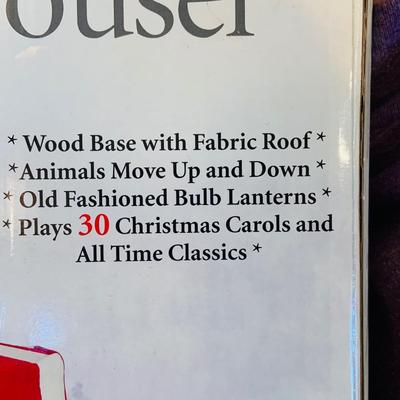 * Wood Base with Fabric Roof *
*Animals Move Up and Down *
* Old Fashioned Bulb Lanterns *
* Plays 30 Christmas Carols and
All Time Classics *